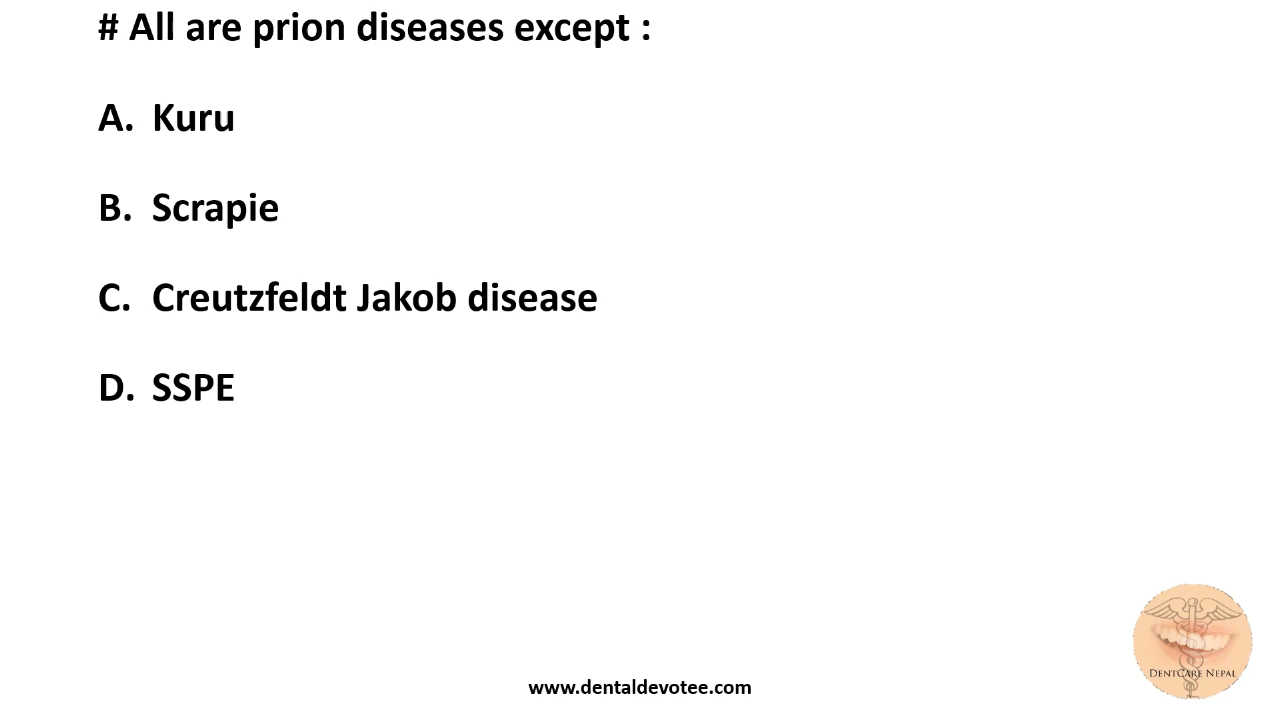 # All are prion diseases except :
A. Kuru
B. Scrapie
C. Creutzfeldt Jakob disease
D. SSPE
DENTCARE NEPAL
www.dentaldevotee.com